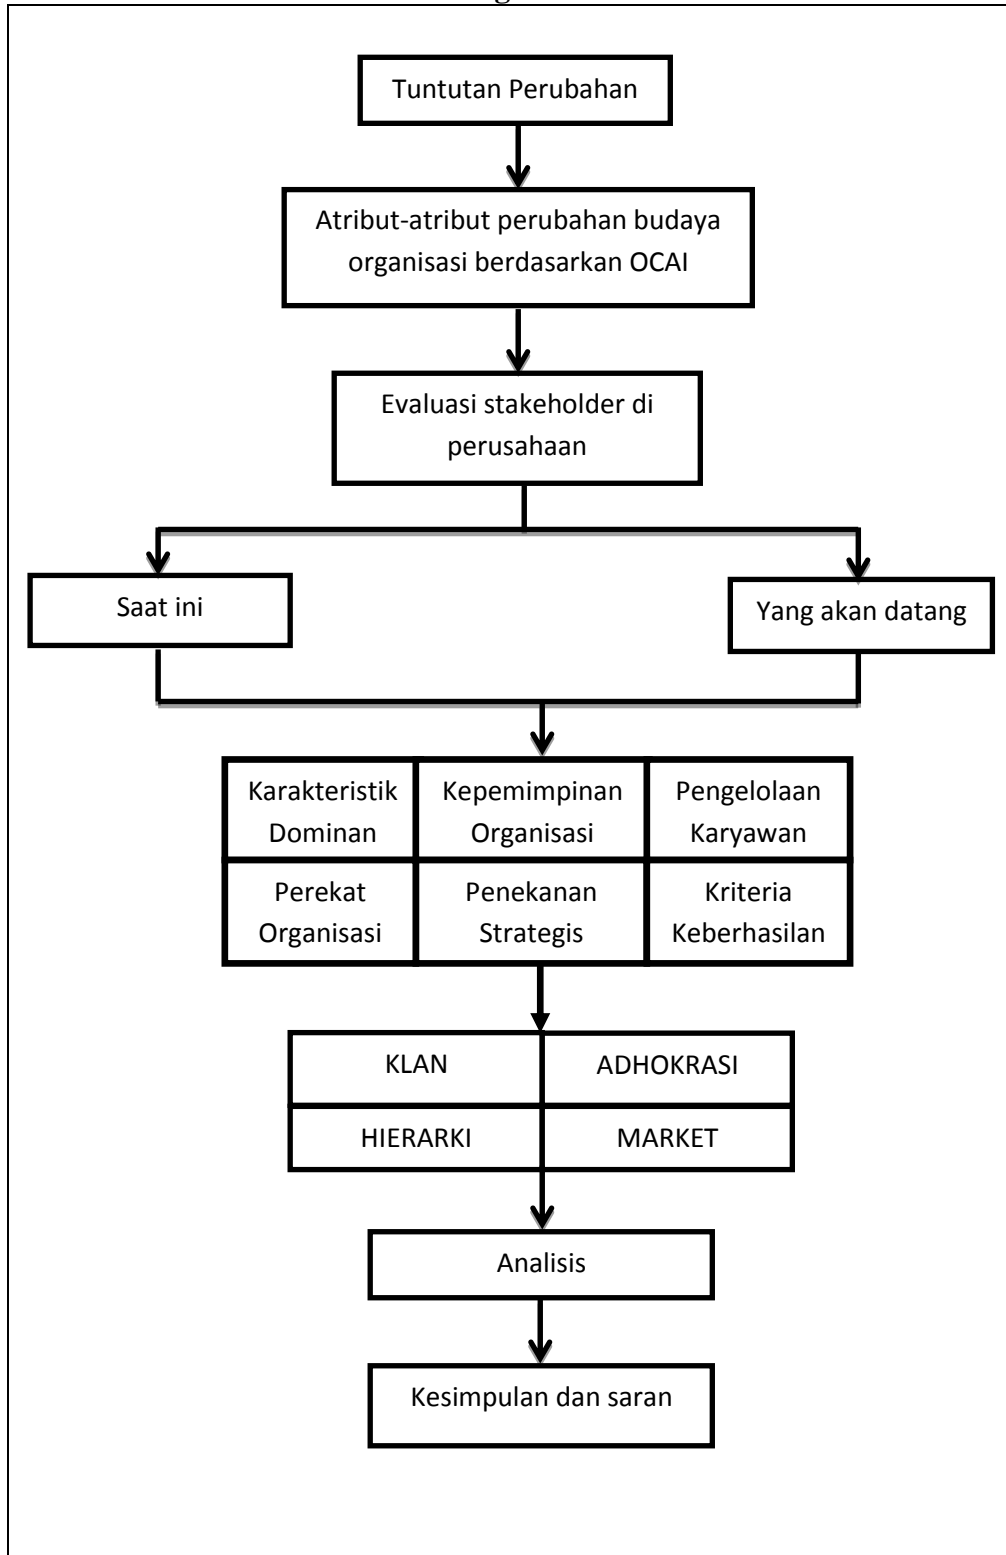 Tuntutan Perubahan
Atribut-atribut perubahan budaya
organisasi berdasarkan OCAI
Evaluasi stakeholder di
perusahaan
Saat ini
Yang akan datang
Karakteristik
Dominan
Kepemimpinan
Organisasi
Pengelolaan
Karyawan
Perekat
Organisasi
Penekanan
Strategis
Kriteria
Keberhasilan
KLAN
ADHOKRASI
HIERARKI
MARKET
Analisis
Kesimpulan dan saran